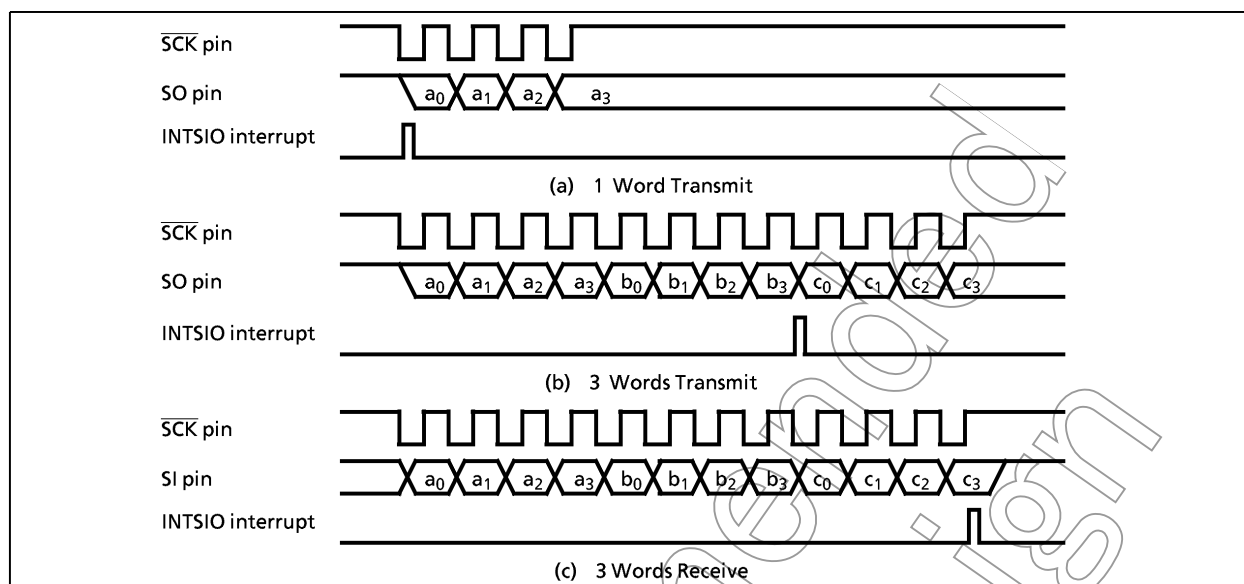 SCK pin
SO pin a0 a1 a2 a3
INTSIO interrupt
(a) 1 Word Transmit
SCK pin
SO pin a0 a1 a2 a3 b0 b1 b2 b3 c0 c1 c2 c3
INTSIO interrupt
(b) 3 Words Transmit
SCK pin
SI pin a0 a1 a2 a3 b0 b1 b2 b3 c0 c1 c2 c3
INTSIO interrupt
(c) 3 Words Receive